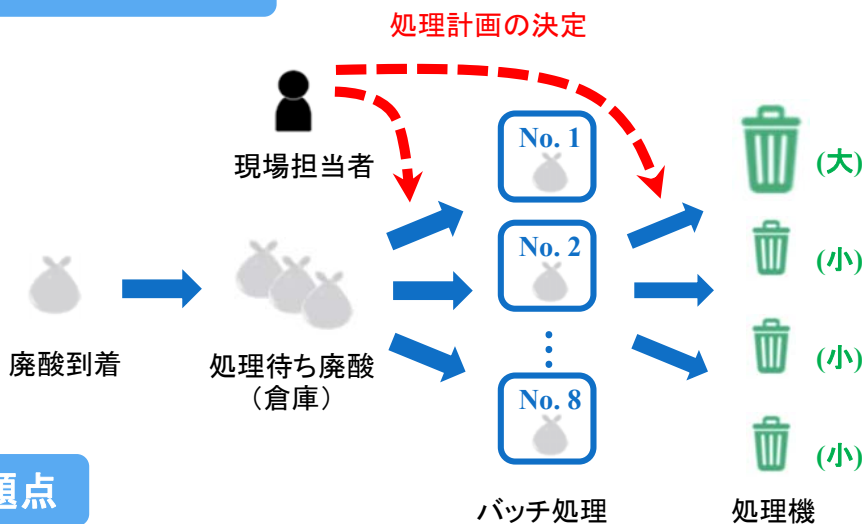 処理計画の決定
現場担当者
No. 1
(大)
No. 2
(小)
廃酸到着
処理待ち廃酸
（倉庫）
⋮
(小)
No. 8
(小)
題点
バッチ処理
処理機